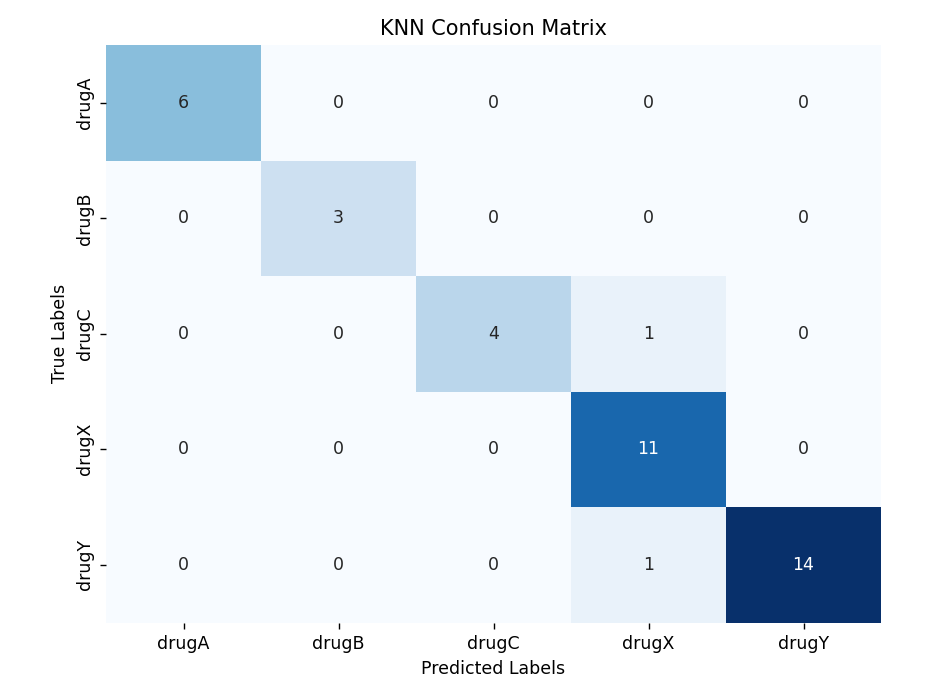 KNN Confusion Matrix
True Labels
drugA 6 0 0 0 0
drugB 0 3 0 0 0
drugC 0 0 4 1 0
drugX 0 0 0 11 0
drugY 0 0 0 1 14
drugA drugB drugC drugX drugY
Predicted Labels